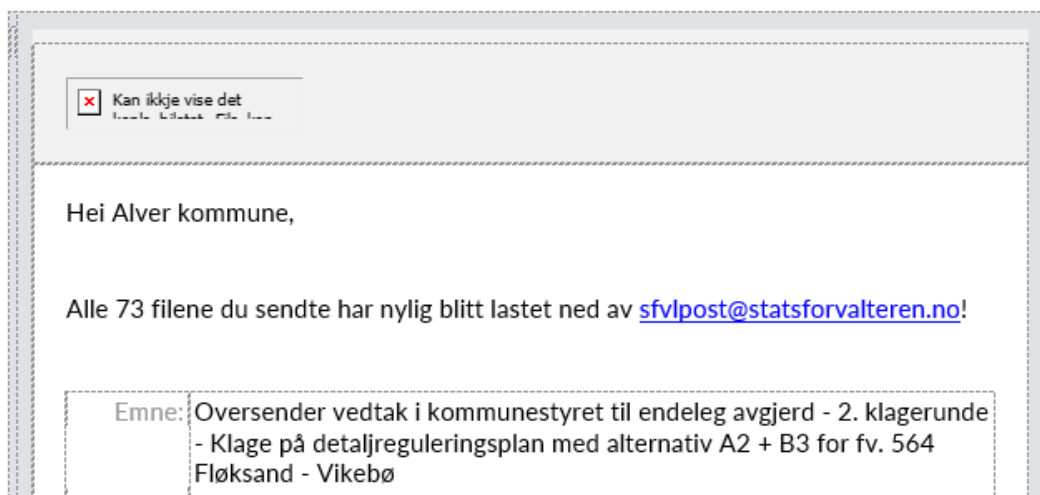 Kan ikkje vise det
Hei Alver kommune,
Alle 73 filene du sendte har nylig blitt lastet ned av sfvlpost@statsforvalteren.no!
Emne: Oversender vedtak i kommunestyret til endeleg avgjerd - 2. klagerunde
- Klage på detaljreguleringsplan med alternativ A2 + B3 for fv. 564
Fløksand - Vikebø